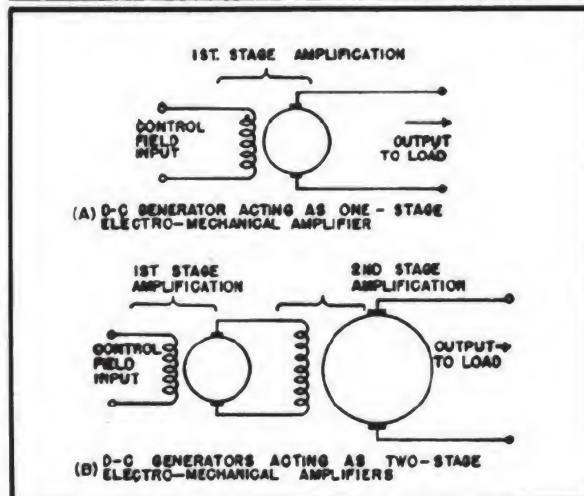 1ST. STAGE AMPLIFICATION
CONTROL
FIELD
INPUT
OUTPUT
TO LOAD
(A) D-C GENERATOR ACTING AS ONE-STAGE
ELECTRO-MECHANICAL AMPLIFIER
1ST STAGE
AMPLIFICATION
2ND STAGE
AMPLIFICATION
CONTROL
FIELD
INPUT
OUTPUT
TO LOAD
(B) D-C GENERATORS ACTING AS TWO-STAGE
ELECTRO-MECHANICAL AMPLIFIERS